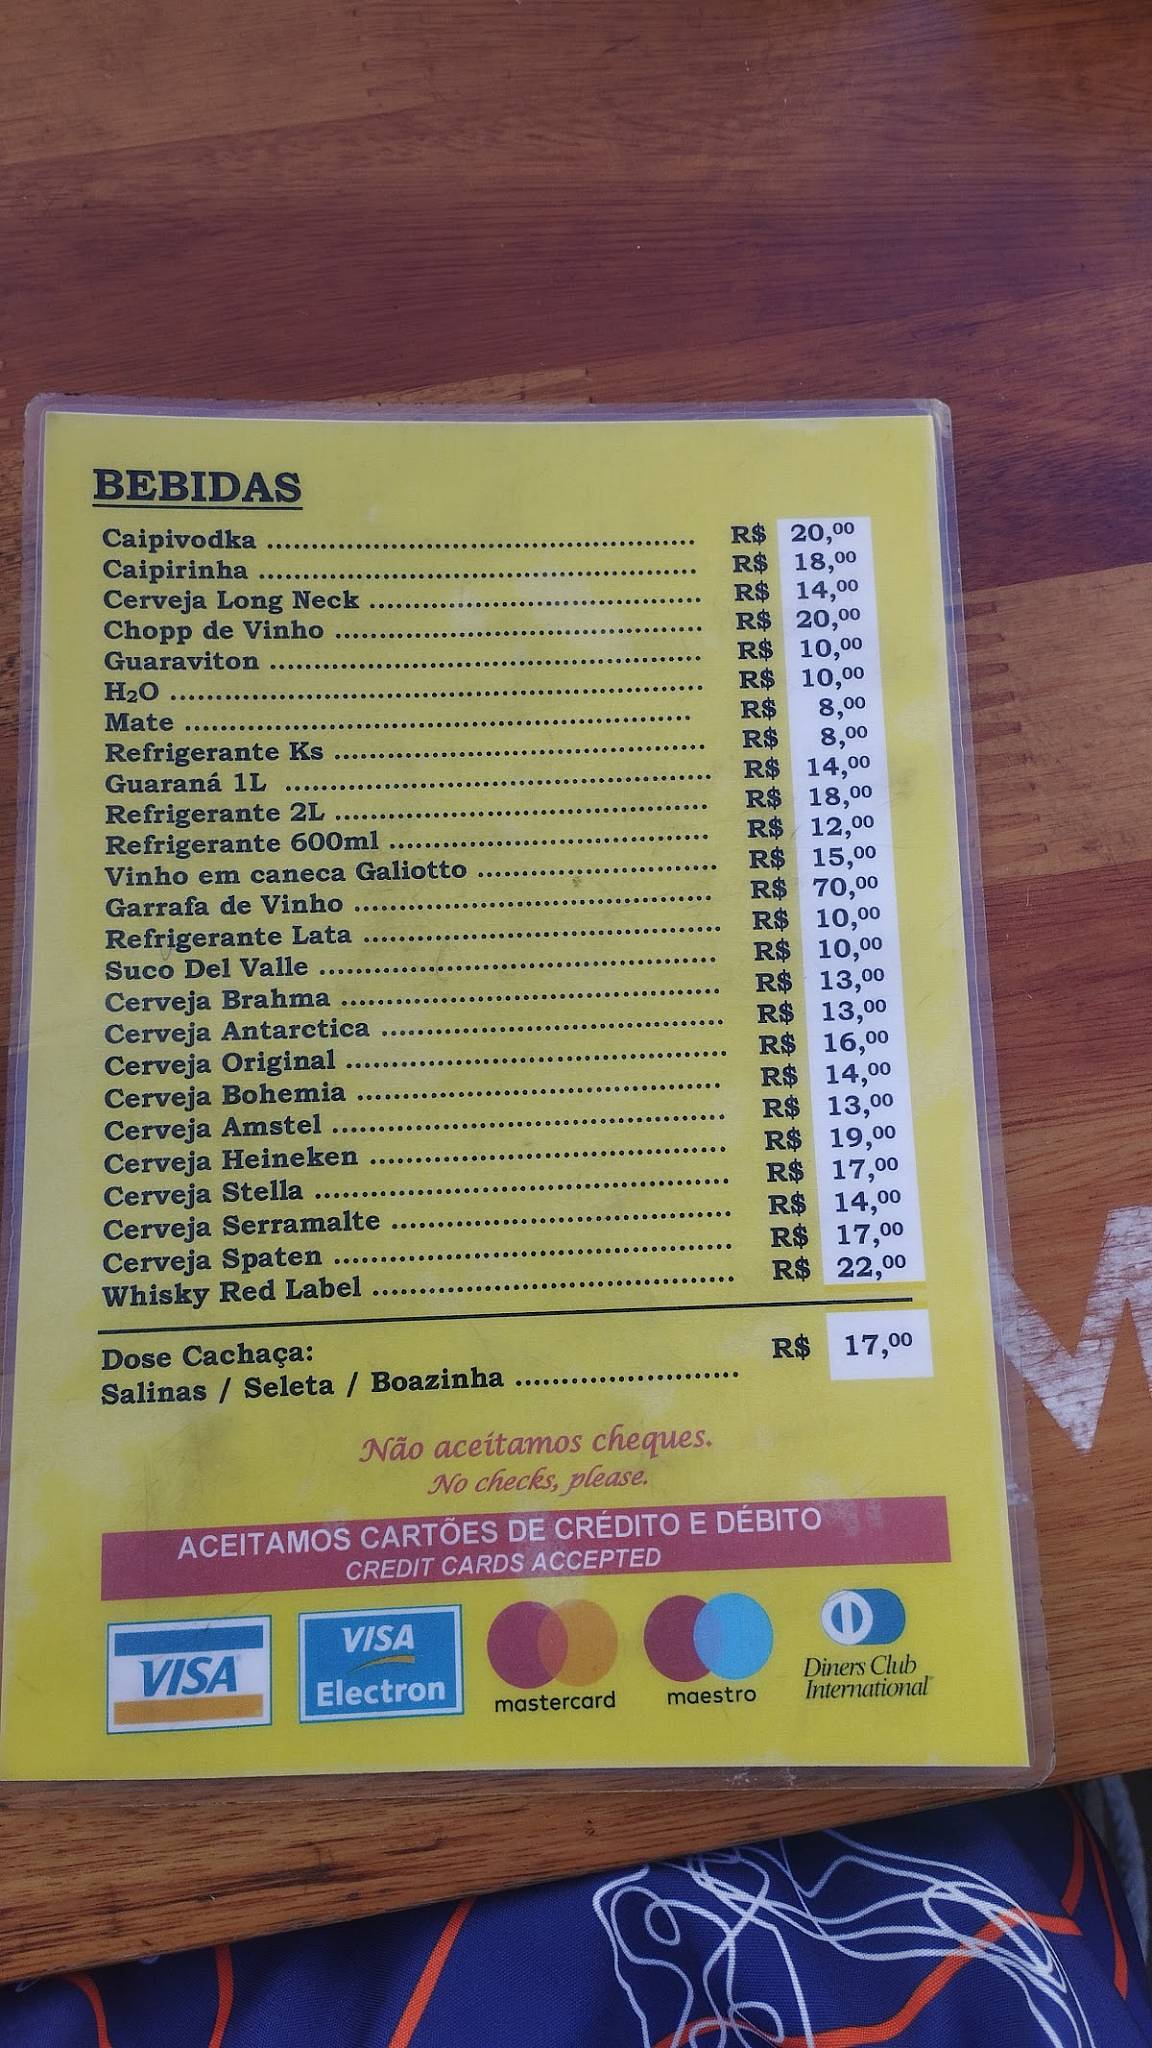 BEBIDAS
Caipivodka ................................................ R$ 20,00
Caipirinha ................................................. R$ 18,00
Cerveja Long Neck ..................................... R$ 14,00
Chopp de Vinho ......................................... R$ 20,00
Guaraviton ................................................ R$ 10,00
H₂O .......................................................... R$ 10,00
Mate ........................................................ R$ 8,00
Refrigerante Ks ......................................... R$ 8,00
Guaraná 1L ............................................... R$ 14,00
Refrigerante 2L ......................................... R$ 18,00
Refrigerante 600ml ................................... R$ 12,00
Vinho em caneca Galiotto .......................... R$ 15,00
Garrafa de Vinho ....................................... R$ 70,00
Refrigerante Lata ....................................... R$ 10,00
Suco Del Valle ........................................... R$ 10,00
Cerveja Brahma ......................................... R$ 13,00
Cerveja Antarctica ..................................... R$ 13,00
Cerveja Original ......................................... R$ 16,00
Cerveja Bohemia ....................................... R$ 14,00
Cerveja Amstel .......................................... R$ 13,00
Cerveja Heineken ...................................... R$ 19,00
Cerveja Stella ............................................ R$ 17,00
Cerveja Serramalte .................................... R$ 14,00
Cerveja Spaten .......................................... R$ 17,00
Whisky Red Label ...................................... R$ 22,00
Dose Cachaça: R$ 17,00
Salinas / Seleta / Boazinha ........................
Não aceitamos cheques.
No checks, please.
ACEITAMOS CARTÕES DE CRÉDITO E DÉBITO
CREDIT CARDS ACCEPTED
VISA
VISA
Electron
mastercard
maestro
Diners Club
International